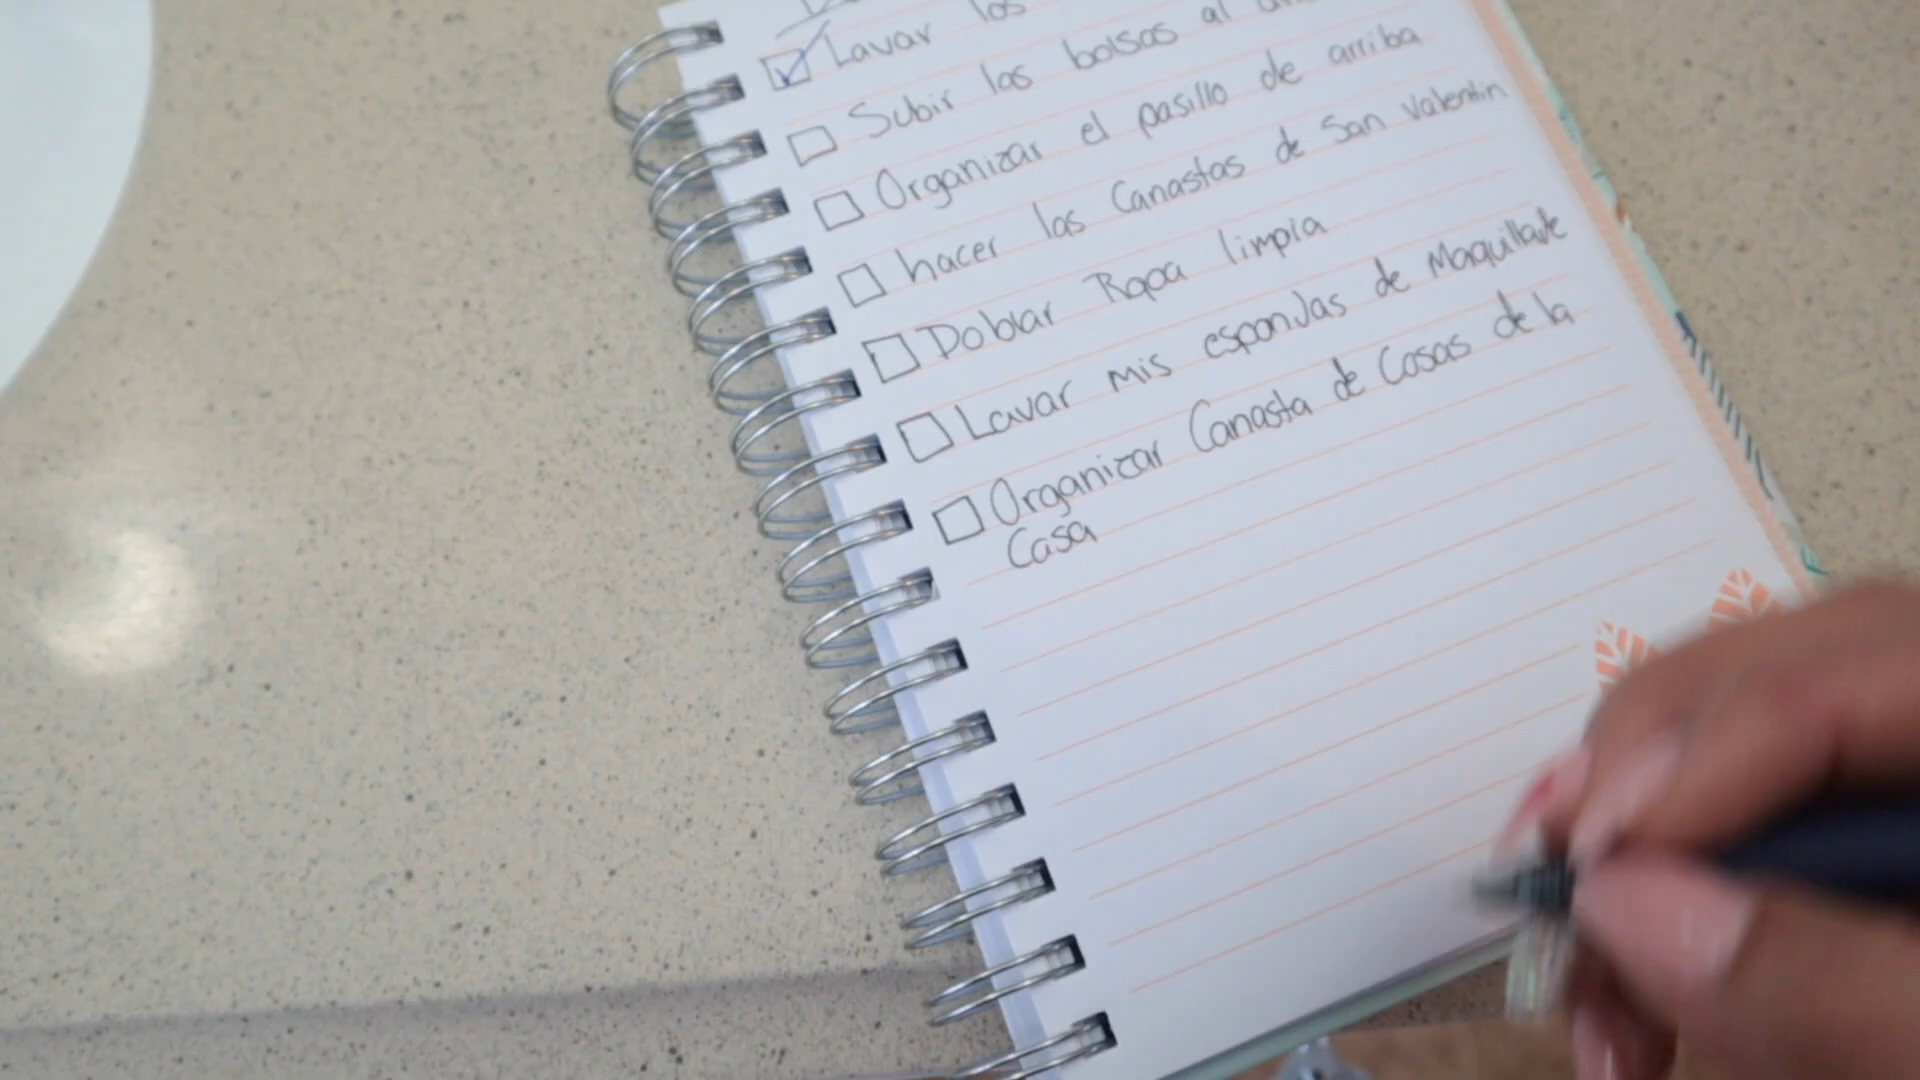 Lavar los
Subir las bolsas al
Organizar el pasillo de arriba
hacer las Canastas de San Valentin
Doblar Ropa limpia
Lavar mis esponJas de Maquillaje
Organizar Canasta de Cosas de la
Casa